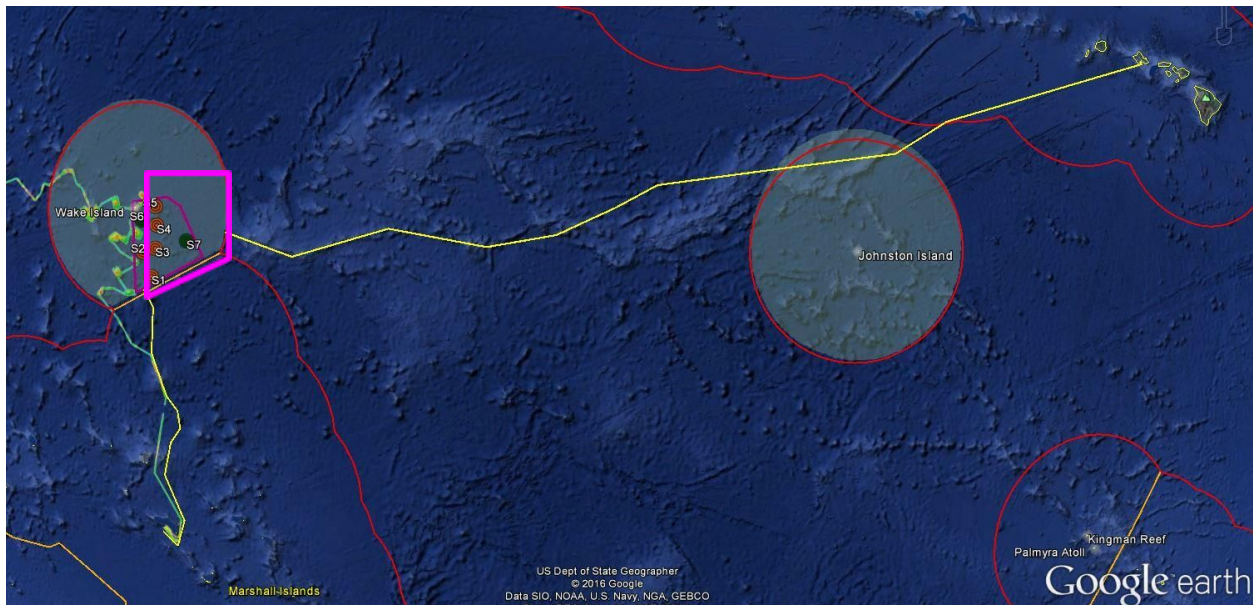 S5
Wake Island
S6
S4
S7
S2
S3
S1
Johnston Island
Kingman Reef
Palmyra Atoll
US Dept of State Geographer
© 2016 Google
Data SIO, NOAA, U.S. Navy, NGA, GEBCO
Marshall Islands
Google earth